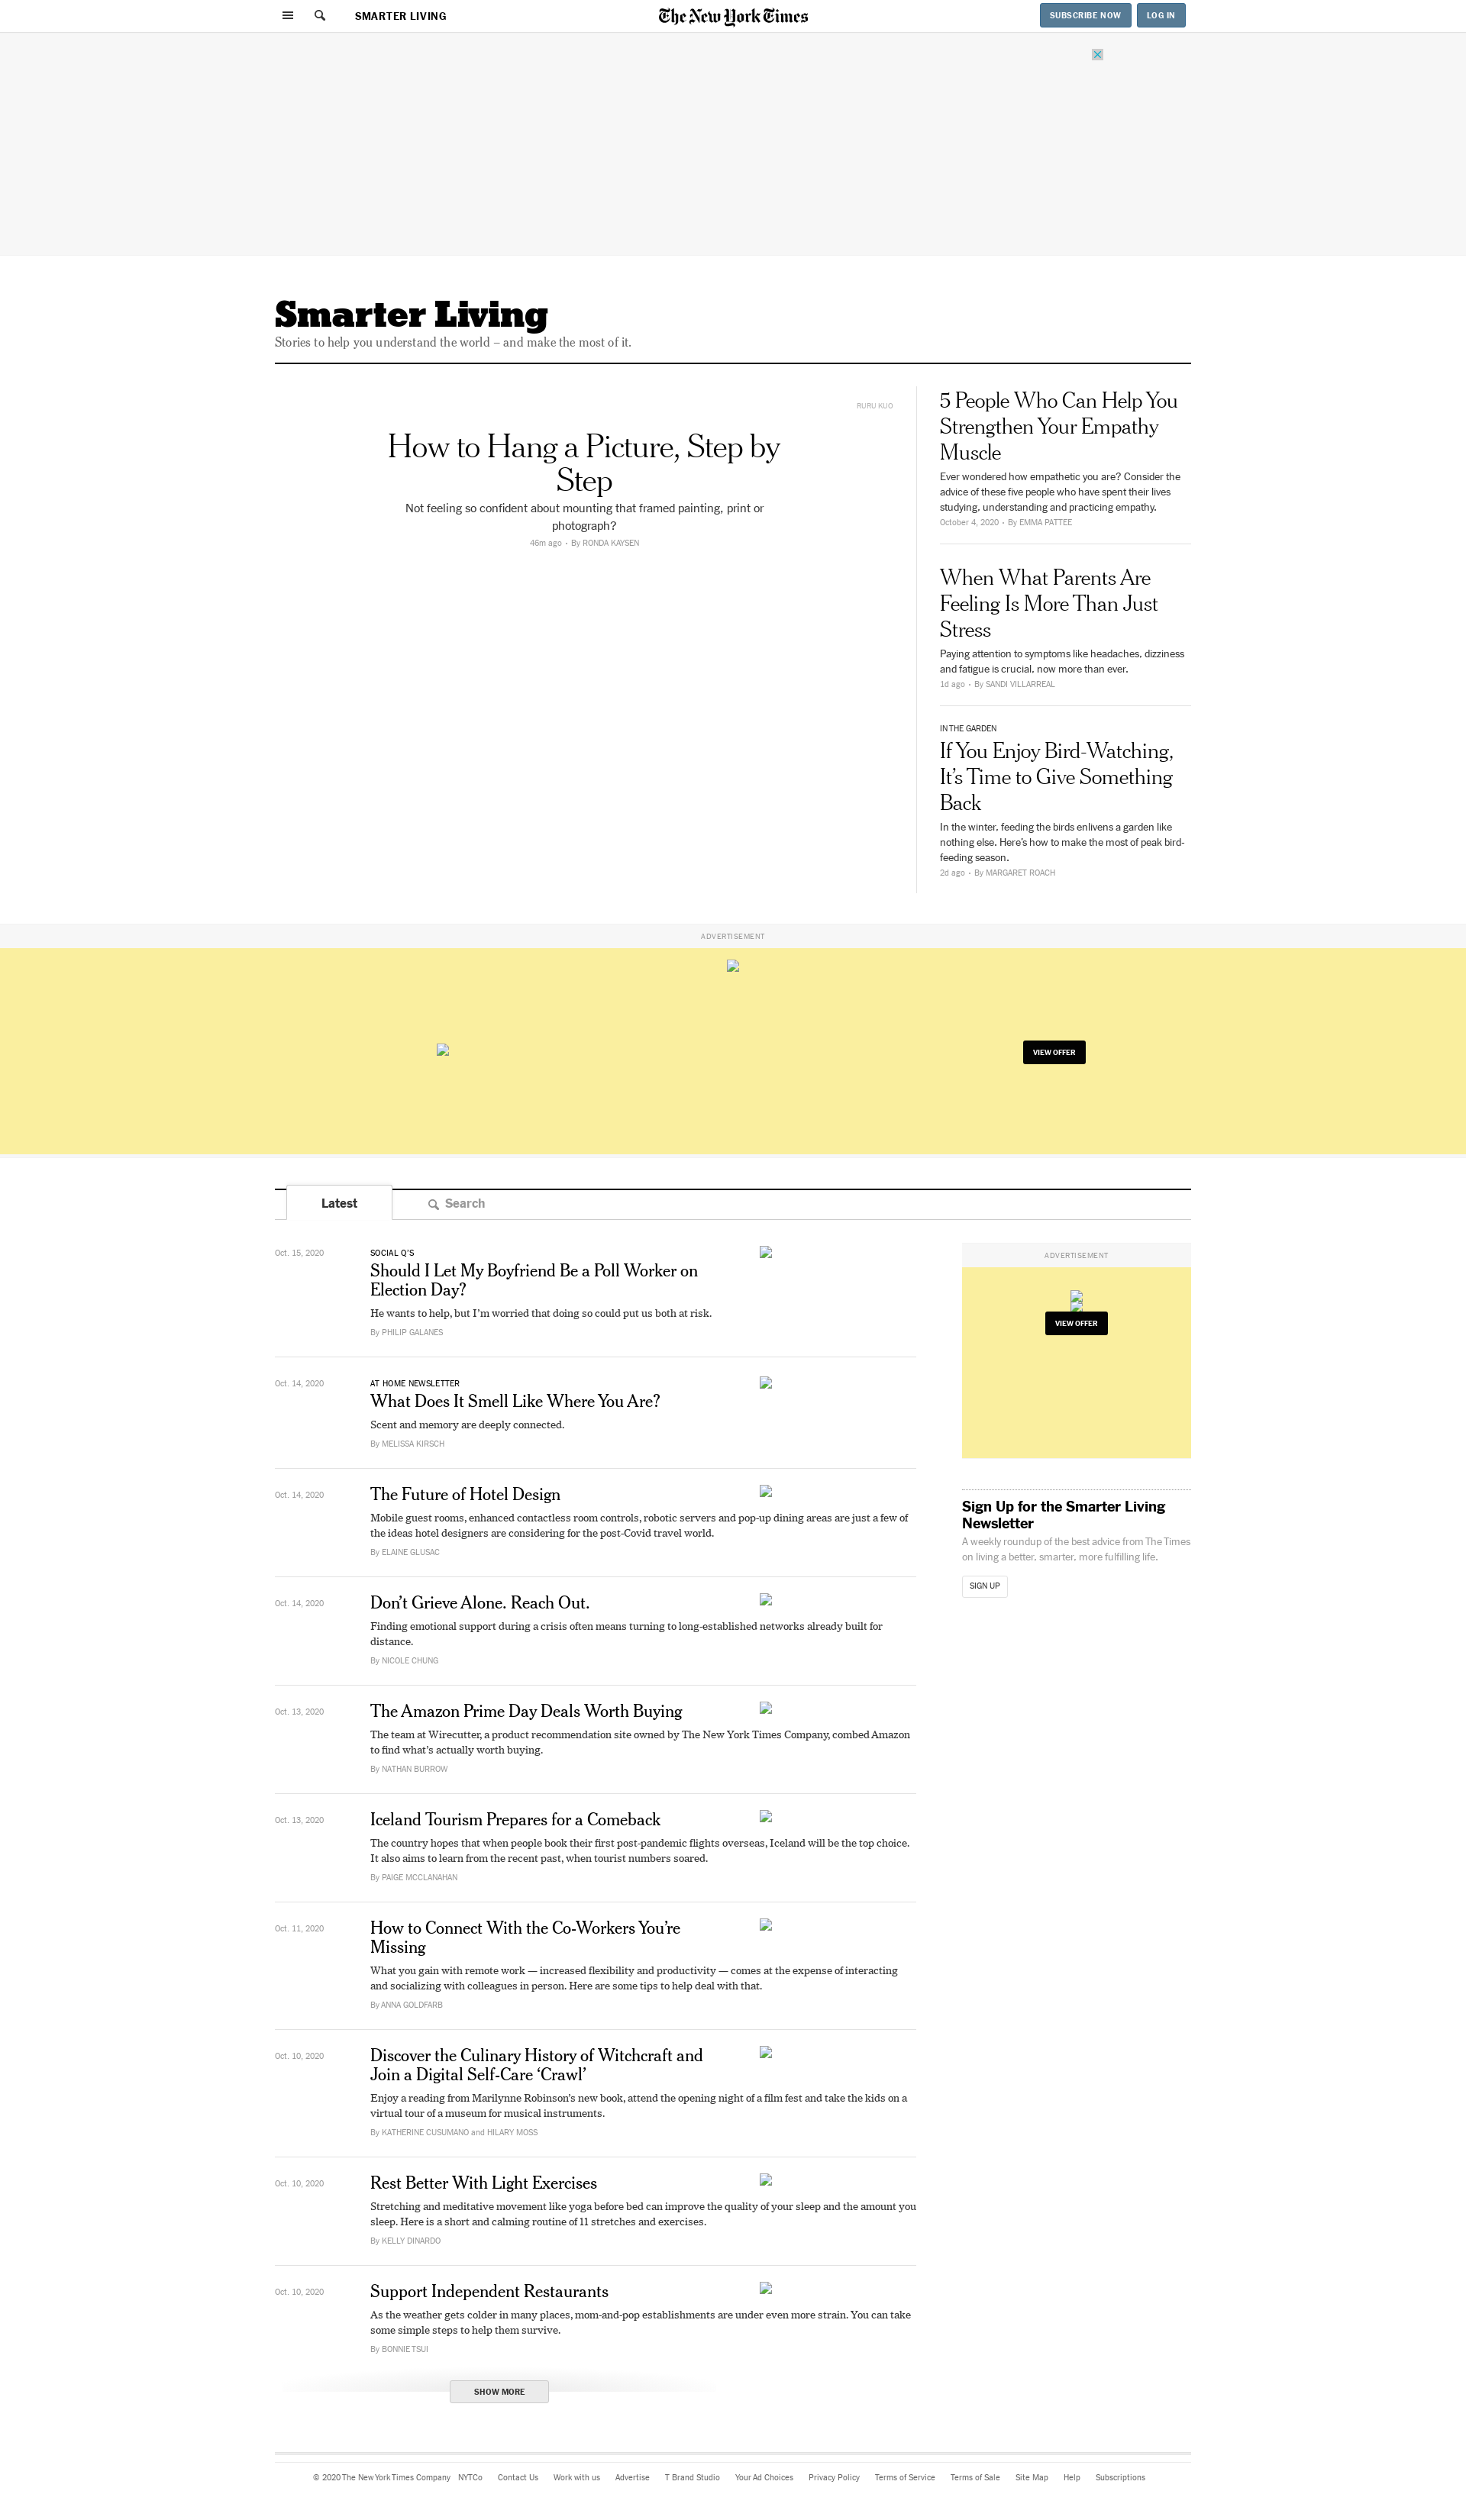 SMARTER LIVING
The New York Times
SUBSCRIBE NOW
LOG IN
Smarter Living
Stories to help you understand the world – and make the most of it.
RURU KUO
How to Hang a Picture, Step by
Step
Not feeling so confident about mounting that framed painting, print or
photograph?
46m ago • By RONDA KAYSEN
5 People Who Can Help You
Strengthen Your Empathy
Muscle
Ever wondered how empathetic you are? Consider the
advice of these five people who have spent their lives
studying, understanding and practicing empathy.
October 4, 2020 • By EMMA PATTEE
When What Parents Are
Feeling Is More Than Just
Stress
Paying attention to symptoms like headaches, dizziness
and fatigue is crucial, now more than ever.
1d ago • By SANDI VILLARREAL
IN THE GARDEN
If You Enjoy Bird-Watching,
It’s Time to Give Something
Back
In the winter, feeding the birds enlivens a garden like
nothing else. Here’s how to make the most of peak bird-
feeding season.
2d ago • By MARGARET ROACH
ADVERTISEMENT
VIEW OFFER
Latest
Search
Oct. 15, 2020
SOCIAL Q’S
Should I Let My Boyfriend Be a Poll Worker on
Election Day?
He wants to help, but I’m worried that doing so could put us both at risk.
By PHILIP GALANES
Oct. 14, 2020
AT HOME NEWSLETTER
What Does It Smell Like Where You Are?
Scent and memory are deeply connected.
By MELISSA KIRSCH
Oct. 14, 2020
The Future of Hotel Design
Mobile guest rooms, enhanced contactless room controls, robotic servers and pop-up dining areas are just a few of
the ideas hotel designers are considering for the post-Covid travel world.
By ELAINE GLUSAC
Oct. 14, 2020
Don’t Grieve Alone. Reach Out.
Finding emotional support during a crisis often means turning to long-established networks already built for
distance.
By NICOLE CHUNG
Oct. 13, 2020
The Amazon Prime Day Deals Worth Buying
The team at Wirecutter, a product recommendation site owned by The New York Times Company, combed Amazon
to find what’s actually worth buying.
By NATHAN BURROW
Oct. 13, 2020
Iceland Tourism Prepares for a Comeback
The country hopes that when people book their first post-pandemic flights overseas, Iceland will be the top choice.
It also aims to learn from the recent past, when tourist numbers soared.
By PAIGE MCCLANAHAN
Oct. 11, 2020
How to Connect With the Co-Workers You’re
Missing
What you gain with remote work — increased flexibility and productivity — comes at the expense of interacting
and socializing with colleagues in person. Here are some tips to help deal with that.
By ANNA GOLDFARB
Oct. 10, 2020
Discover the Culinary History of Witchcraft and
Join a Digital Self-Care ‘Crawl’
Enjoy a reading from Marilynne Robinson’s new book, attend the opening night of a film fest and take the kids on a
virtual tour of a museum for musical instruments.
By KATHERINE CUSUMANO and HILARY MOSS
Oct. 10, 2020
Rest Better With Light Exercises
Stretching and meditative movement like yoga before bed can improve the quality of your sleep and the amount you
sleep. Here is a short and calming routine of 11 stretches and exercises.
By KELLY DINARDO
Oct. 10, 2020
Support Independent Restaurants
As the weather gets colder in many places, mom-and-pop establishments are under even more strain. You can take
some simple steps to help them survive.
By BONNIE TSUI
SHOW MORE
ADVERTISEMENT
VIEW OFFER
Sign Up for the Smarter Living
Newsletter
A weekly roundup of the best advice from The Times
on living a better, smarter, more fulfilling life.
SIGN UP
© 2020 The New York Times Company NYTCo Contact Us Work with us Advertise T Brand Studio Your Ad Choices Privacy Policy Terms of Service Terms of Sale Site Map Help Subscriptions